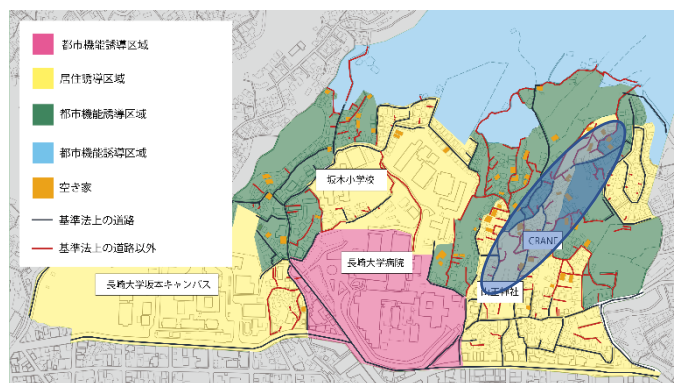 都市機能誘導区域
居住誘導区域
都市機能誘導区域
都市機能誘導区域
空き家
基準法上の道路
基準法上の道路以外
坂本小学校
CRANE
長崎大学病院
長崎大学坂本キャンパス
山王神社